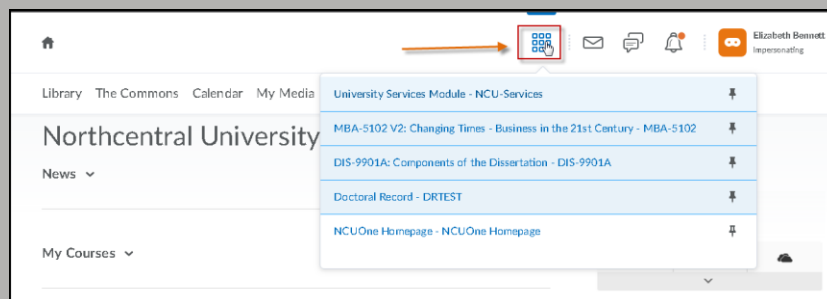 Elizabeth Bennett
Impersonating
Library The Commons Calendar My Media
University Services Module - NCU-Services
MBA-5102 V2: Changing Times - Business in the 21st Century - MBA-5102
DIS-9901A: Components of the Dissertation - DIS-9901A
Doctoral Record - DRTEST
NCUOne Homepage - NCUOne Homepage
Northcentral University
News
My Courses